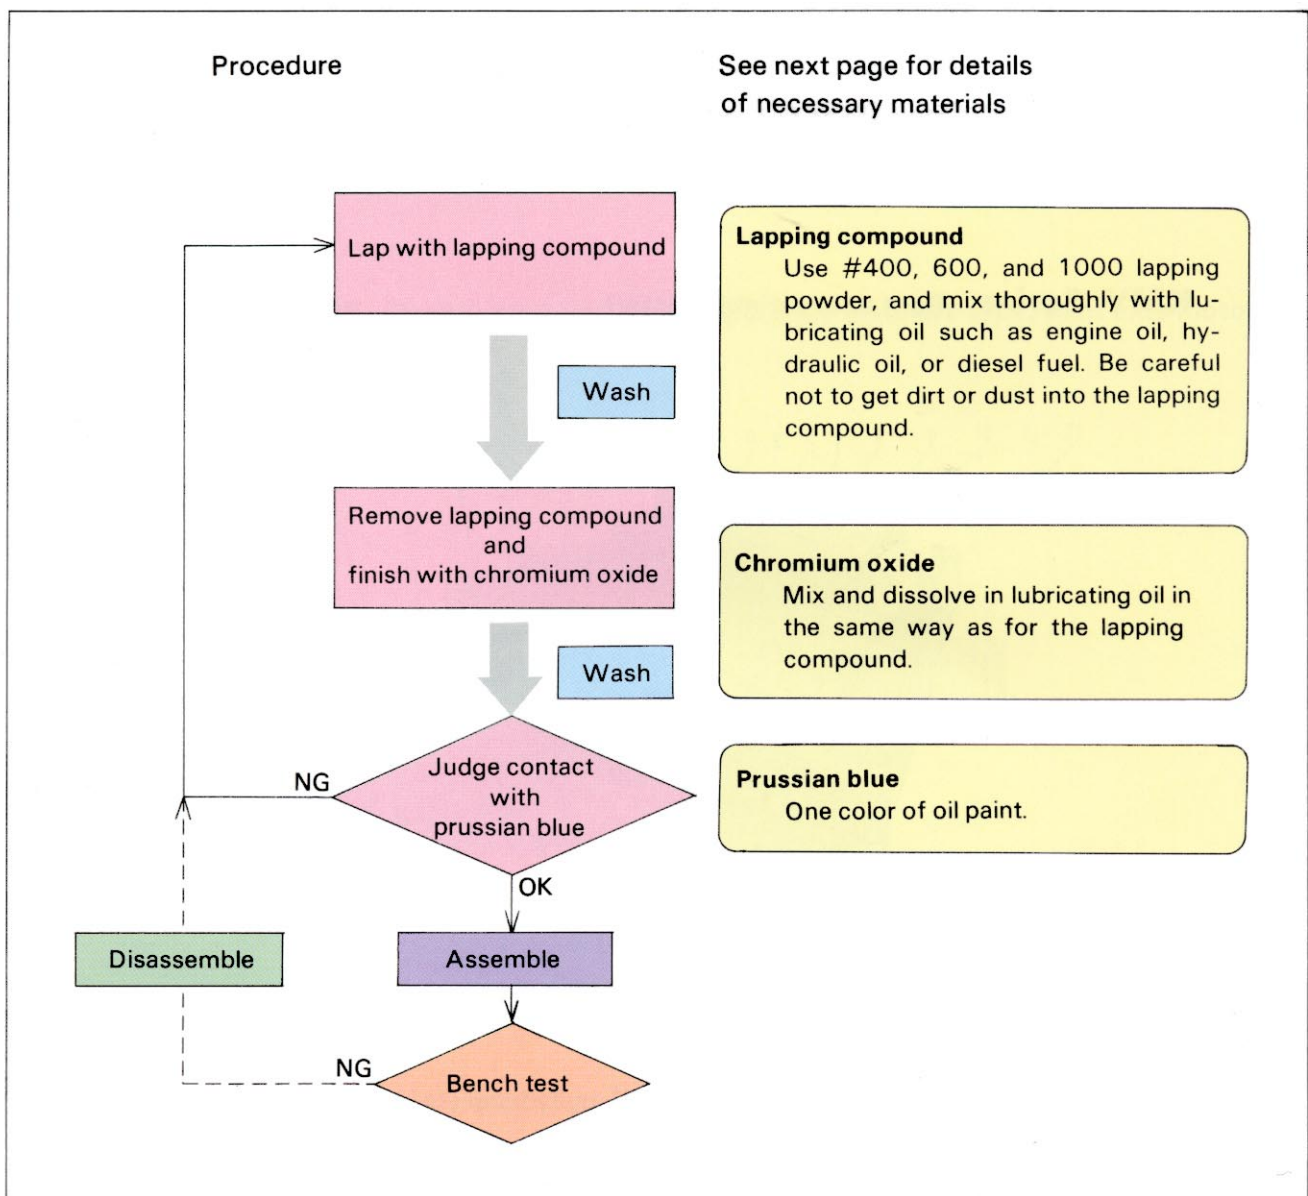 Procedure
See next page for details
of necessary materials
Lap with lapping compound
Lapping compound
Use #400, 600, and 1000 lapping
powder, and mix thoroughly with lu-
bricating oil such as engine oil, hy-
draulic oil, or diesel fuel. Be careful
not to get dirt or dust into the lapping
compound.
Wash
Remove lapping compound
and
finish with chromium oxide
Chromium oxide
Mix and dissolve in lubricating oil in
the same way as for the lapping
compound.
Wash
Judge contact
with
prussian blue
NG
Prussian blue
One color of oil paint.
OK
Disassemble
Assemble
NG
Bench test